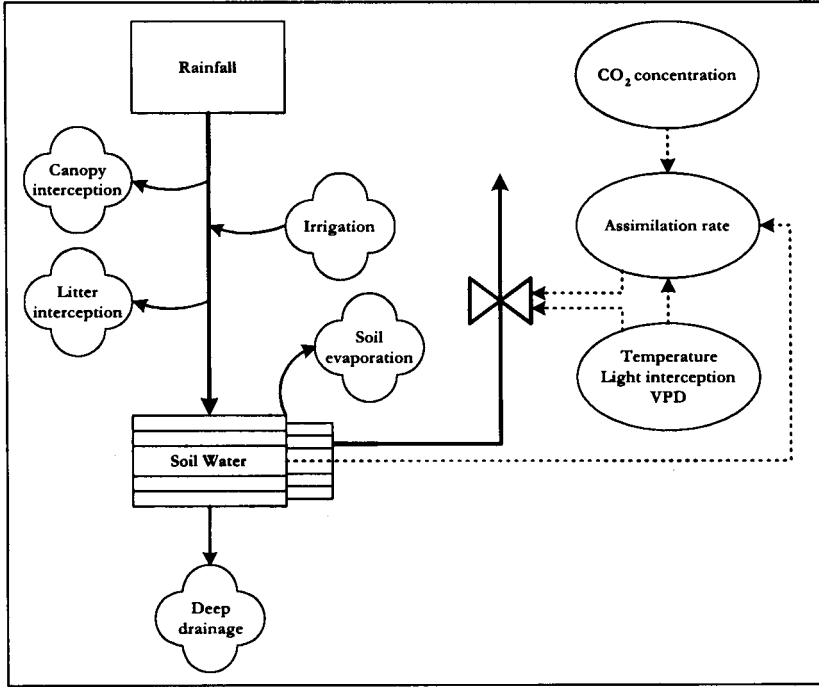 Rainfall
CO₂ concentration
Canopy
interception
Irrigation
Assimilation rate
Litter
interception
Soil
evaporation
Temperature
Light interception
VPD
Soil Water
Deep
drainage